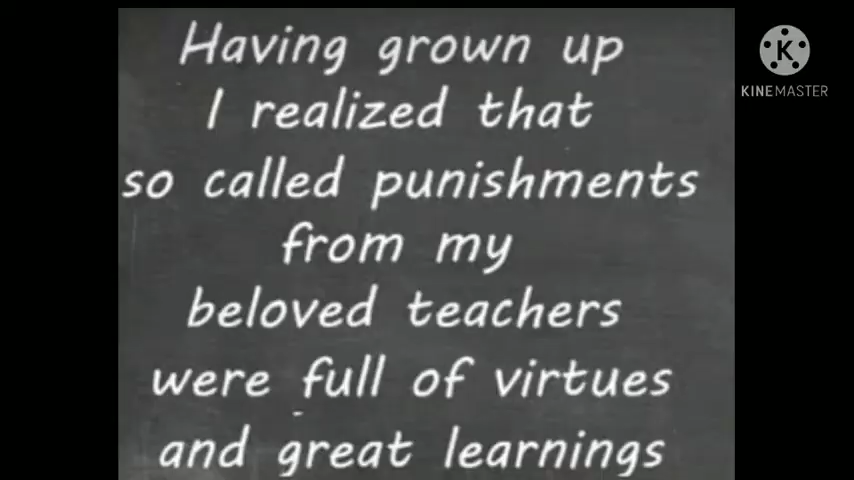 Having grown up
I realized that
so called punishments
from my
beloved teachers
were full of virtues
and great learnings
K
KINEMASTER